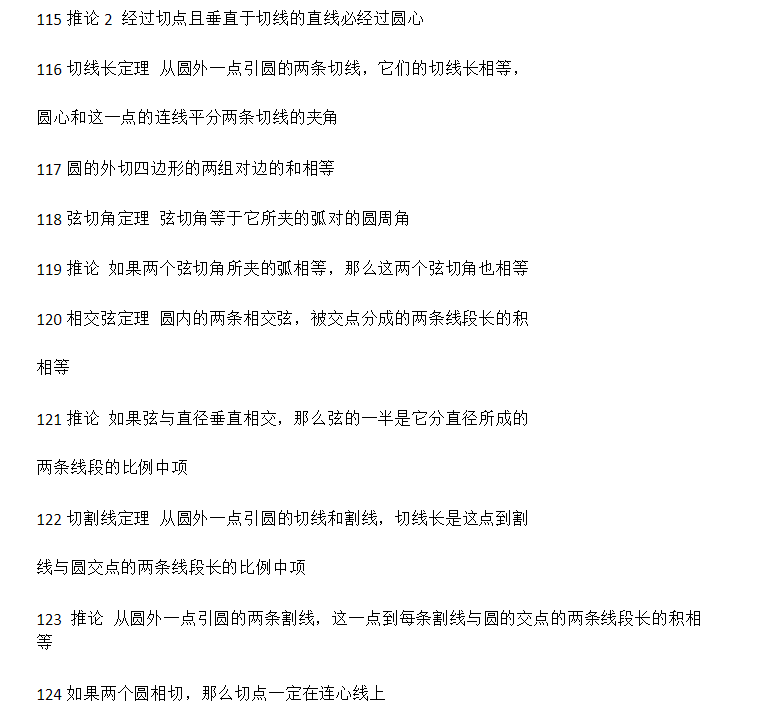 115 推论 2 经过切点且垂直于切线的直线必经过圆心
116 切线长定理 从圆外一点引圆的两条切线，它们的切线长相等，
圆心和这一点的连线平分两条切线的夹角
117 圆的外切四边形的两组对边的和相等
118 弦切角定理 弦切角等于它所夹的弧对的圆周角
119 推论 如果两个弦切角所夹的弧相等，那么这两个弦切角也相等
120 相交弦定理 圆内的两条相交弦，被交点分成的两条线段长的积
相等
121 推论 如果弦与直径垂直相交，那么弦的一半是它分直径所成的
两条线段的比例中项
122 切割线定理 从圆外一点引圆的切线和割线，切线长是这点到割
线与圆交点的两条线段长的比例中项
123 推论 从圆外一点引圆的两条割线，这一点到每条割线与圆的交点的两条线段长的积相
等
124 如果两个圆相切，那么切点一定在连心线上